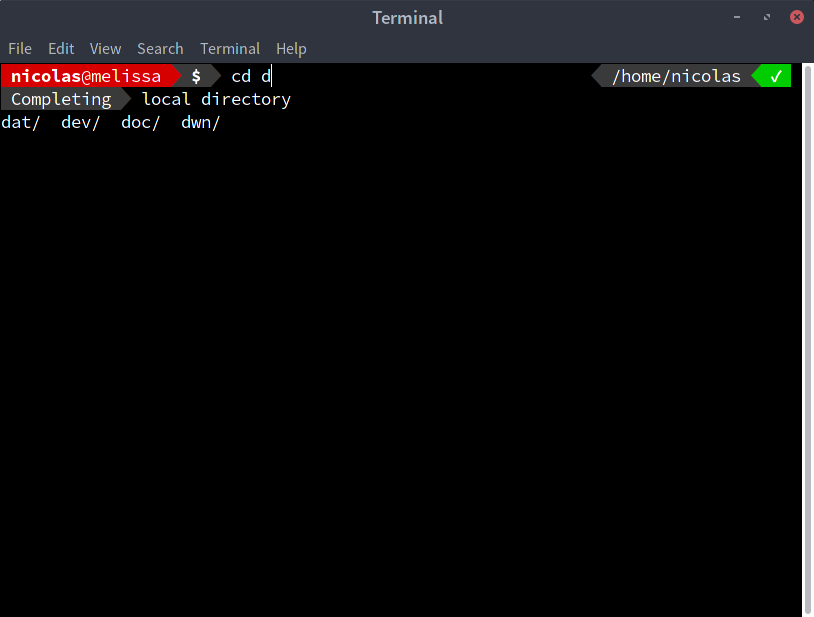 Terminal
File Edit View Search Terminal Help
nicolas@melissa $ cd d /home/nicolas ✓
Completing local directory
dat/ dev/ doc/ dwn/